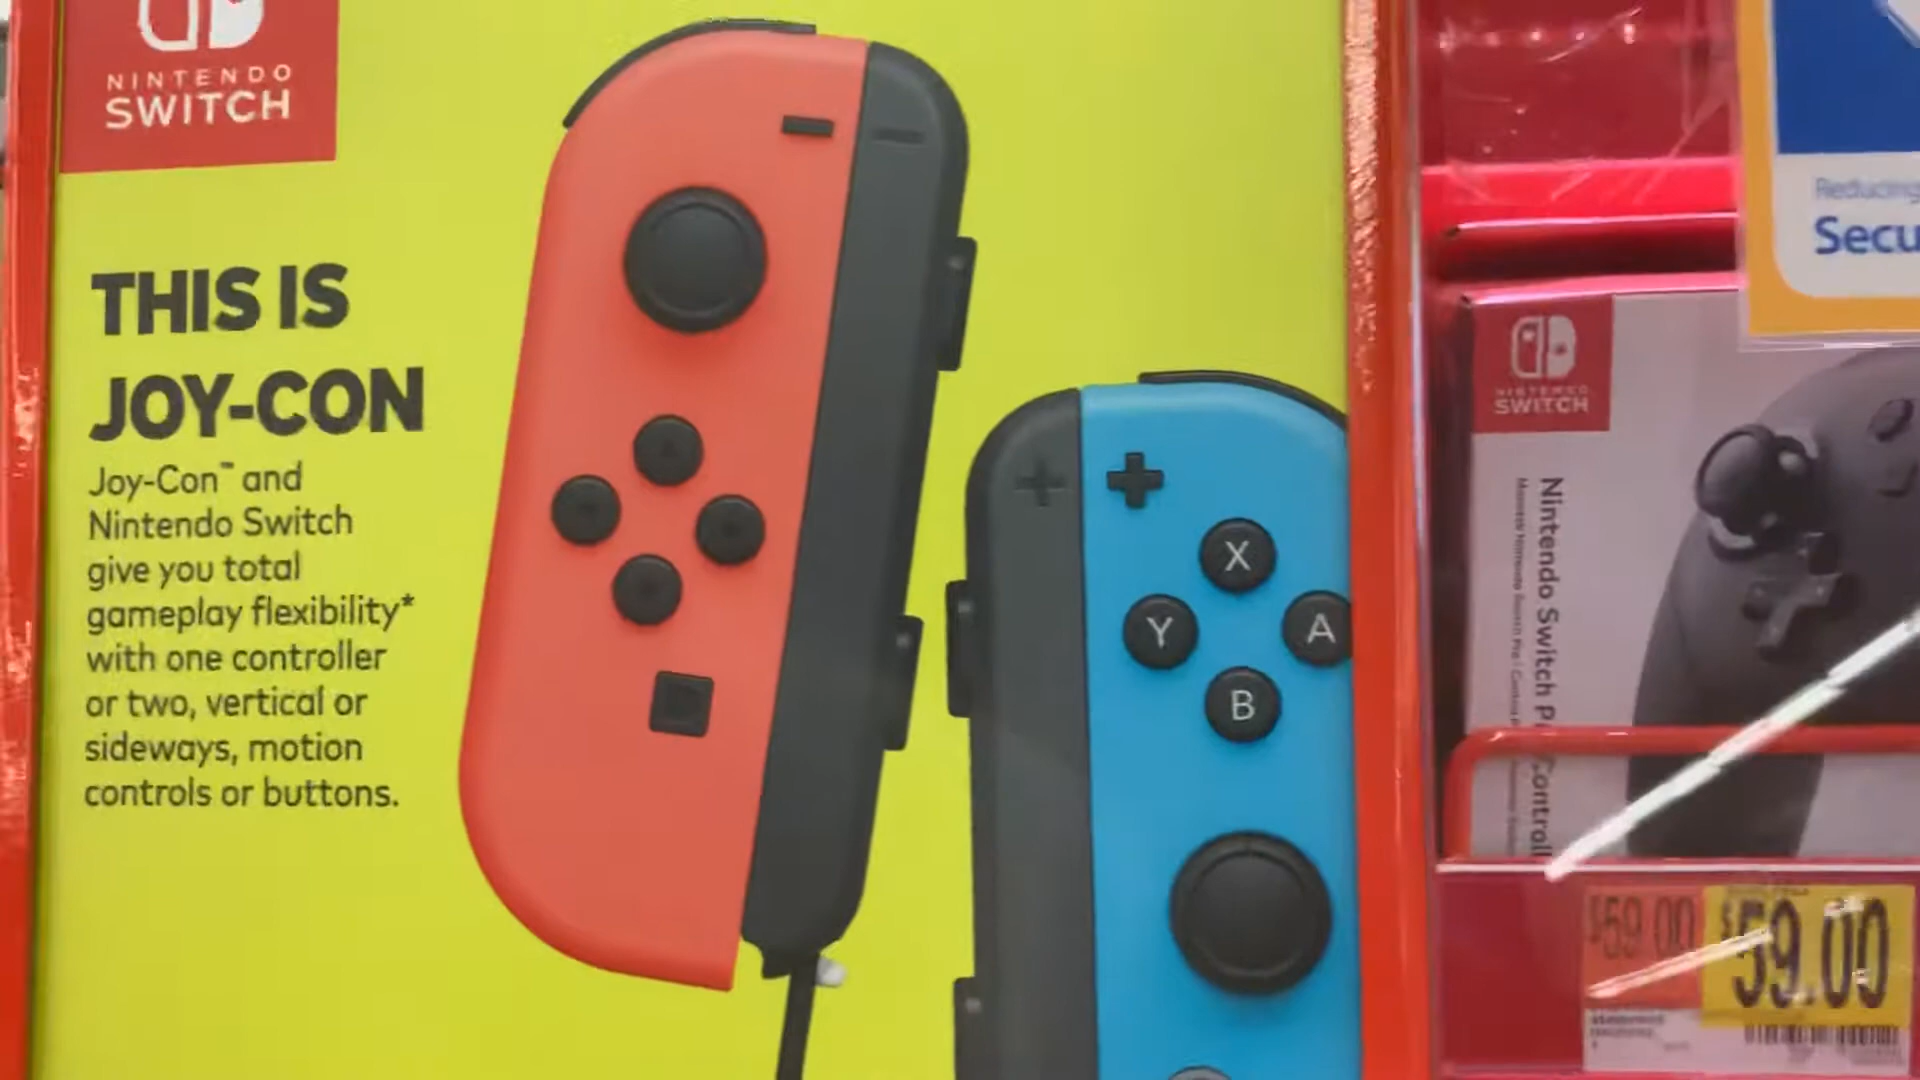 NINTENDO
SWITCH
THIS IS
JOY-CON
Joy-Con™ and
Nintendo Switch
give you total
gameplay flexibility*
with one controller
or two, vertical or
sideways, motion
controls or buttons.
X
Y
A
B
Reducing
Secu
NINTENDO
SWITCH
Nintendo Switch P Controll
$59.00
$59.00